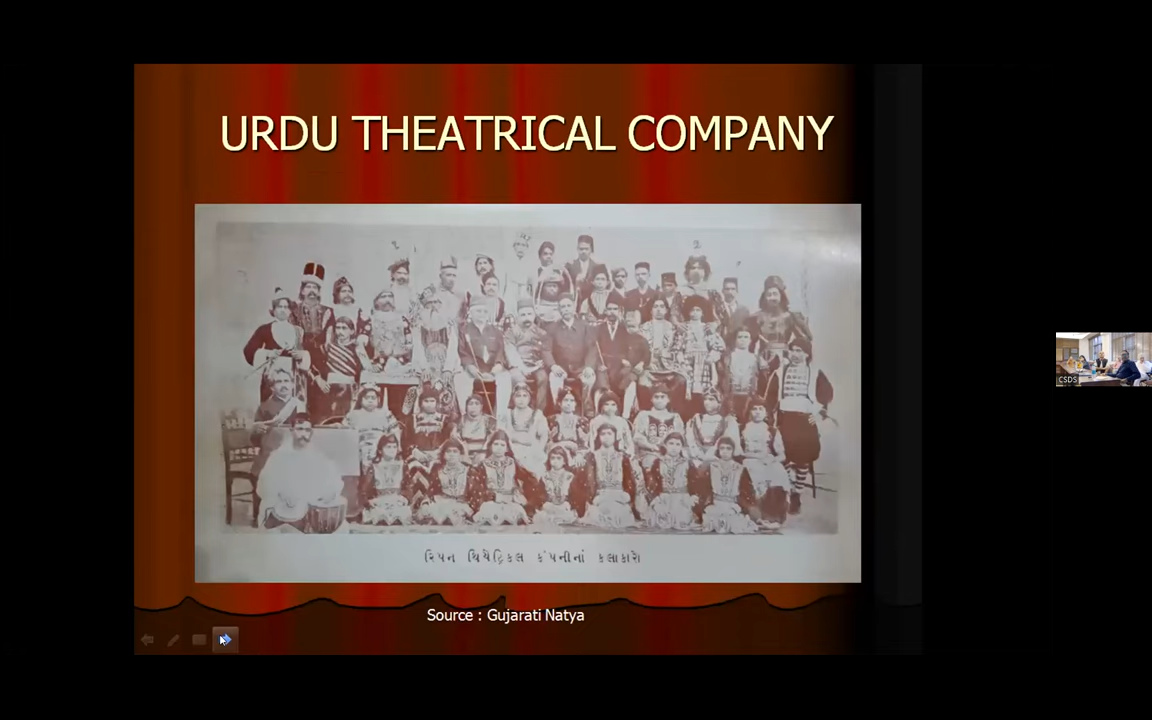 URDU THEATRICAL COMPANY
રિપન થિયેટ્રિકલ કંપનીનાં કલાકારો
Source : Gujarati Natya
CSDS